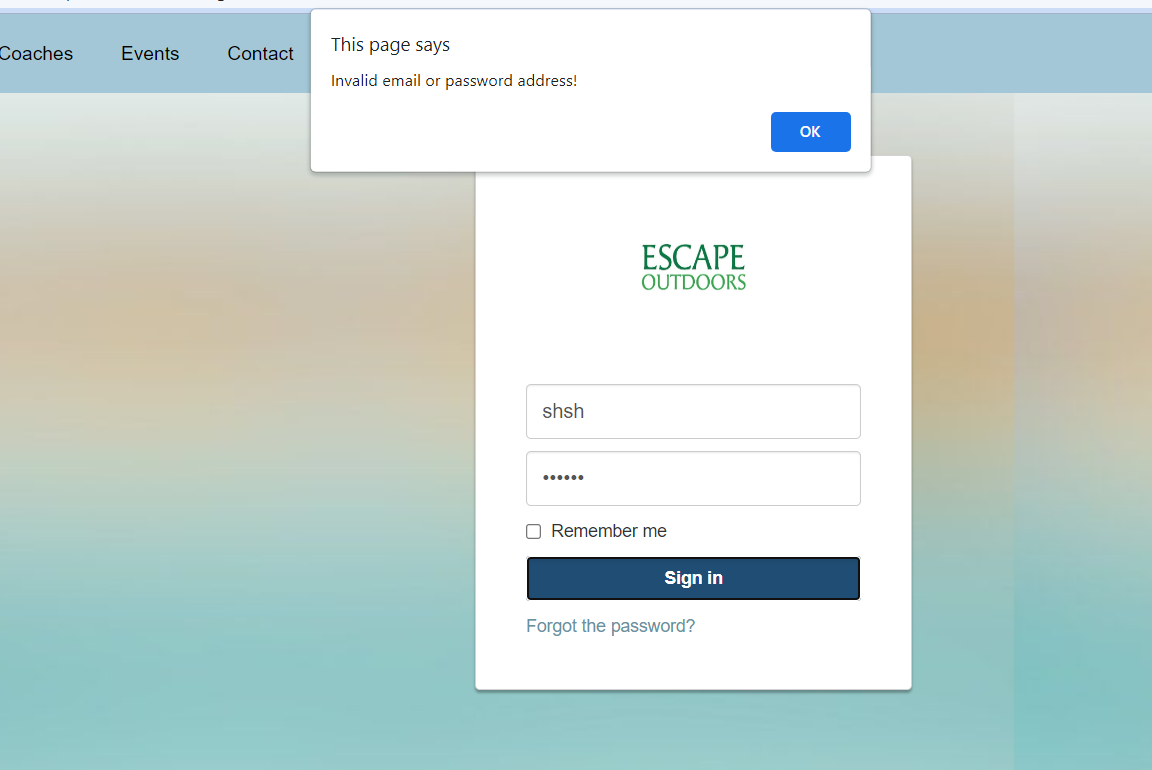 Coaches Events Contact
This page says
Invalid email or password address!
OK
ESCAPE
OUTDOORS
shsh
••••••
Remember me
Sign in
Forgot the password?